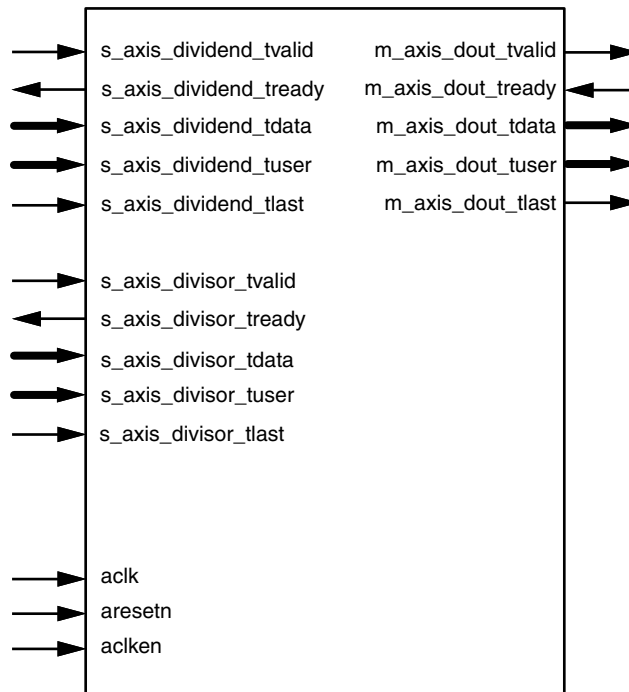 s_axis_dividend_tvalid
m_axis_dout_tvalid
s_axis_dividend_tready
m_axis_dout_tready
s_axis_dividend_tdata
m_axis_dout_tdata
s_axis_dividend_tuser
m_axis_dout_tuser
s_axis_dividend_tlast
m_axis_dout_tlast
s_axis_divisor_tvalid
s_axis_divisor_tready
s_axis_divisor_tdata
s_axis_divisor_tuser
s_axis_divisor_tlast
aclk
aresetn
aclken